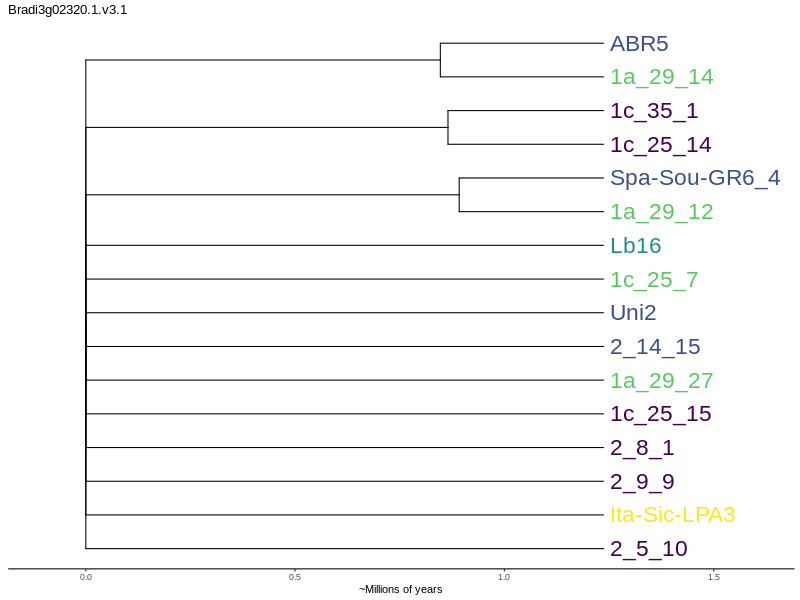 Bradi3g02320.1.v3.1
ABR5
1a_29_14
1c_35_1
1c_25_14
Spa-Sou-GR6_4
1a_29_12
Lb16
1c_25_7
Uni2
2_14_15
1a_29_27
1c_25_15
2_8_1
2_9_9
Ita-Sic-LPA3
2_5_10
0.0 0.5 1.0 1.5
~Millions of years